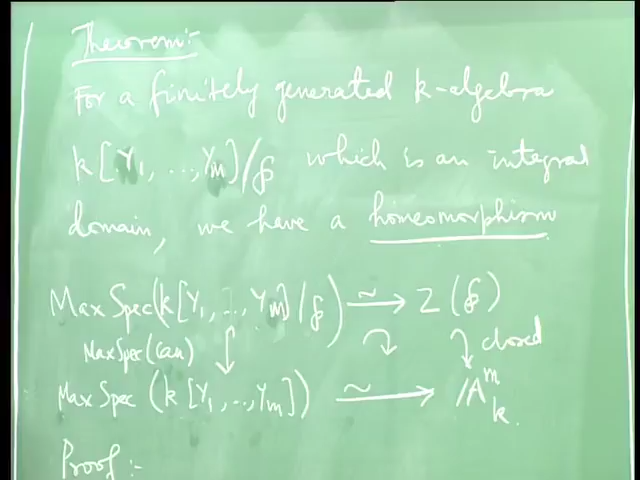 Theorem:-
For a finitely generated k-algebra
k[Y₁, ..., Yₘ]/𝔭 which is an integral
domain, we have a homeomorphism
MaxSpec(k[Y₁, ..., Yₘ]/𝔭) ⥲ Z(𝔭)
MaxSpec(can) closed
MaxSpec(k[Y₁, ..., Yₘ]) ⥲ 𝔸ᵐₖ
Proof:-